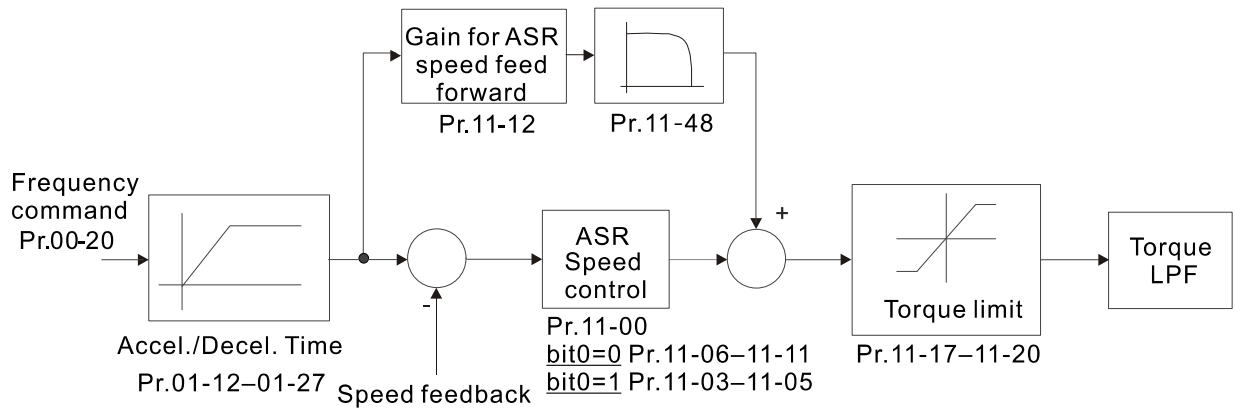 Gain for ASR
speed feed
forward
Pr.11-12
Pr.11-48
Frequency
command
Pr.00-20
Accel./Decel. Time
Pr.01-12–01-27
-
Speed feedback
ASR
Speed
control
Pr.11-00
bit0=0 Pr.11-06–11-11
bit0=1 Pr.11-03–11-05
+
Torque limit
Pr.11-17–11-20
Torque
LPF